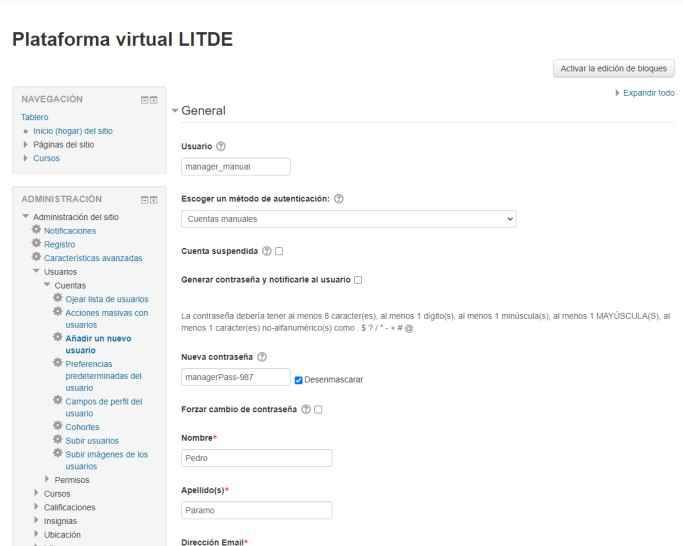 Plataforma virtual LITDE
Activar la edición de bloques
NAVEGACIÓN
Tablero
Inicio (hogar) del sitio
Páginas del sitio
Cursos
ADMINISTRACIÓN
Administración del sitio
Notificaciones
Registro
Características avanzadas
Usuarios
Cuentas
Ojear lista de usuarios
Acciones masivas con
usuarios
Añadir un nuevo
usuario
Preferencias
predeterminadas del
usuario
Campos de perfil del
usuario
Cohortes
Subir usuarios
Subir imágenes de los
usuarios
Permisos
Cursos
Calificaciones
Insignias
Ubicación
Expandir todo
General
Usuario
manager_manual
Escoger un método de autenticación:
Cuentas manuales
Cuenta suspendida
Generar contraseña y notificarle al usuario
La contraseña debería tener al menos 8 caracter(es), al menos 1 dígito(s), al menos 1 minúscula(s), al menos 1 MAYÚSCULA(S), al
menos 1 caracter(es) no-alfanumérico(s) como . $ ? / * - + # @
Nueva contraseña
managerPass-987
Desenmascarar
Forzar cambio de contraseña
Nombre*
Pedro
Apellido(s)*
Paramo
Dirección Email*